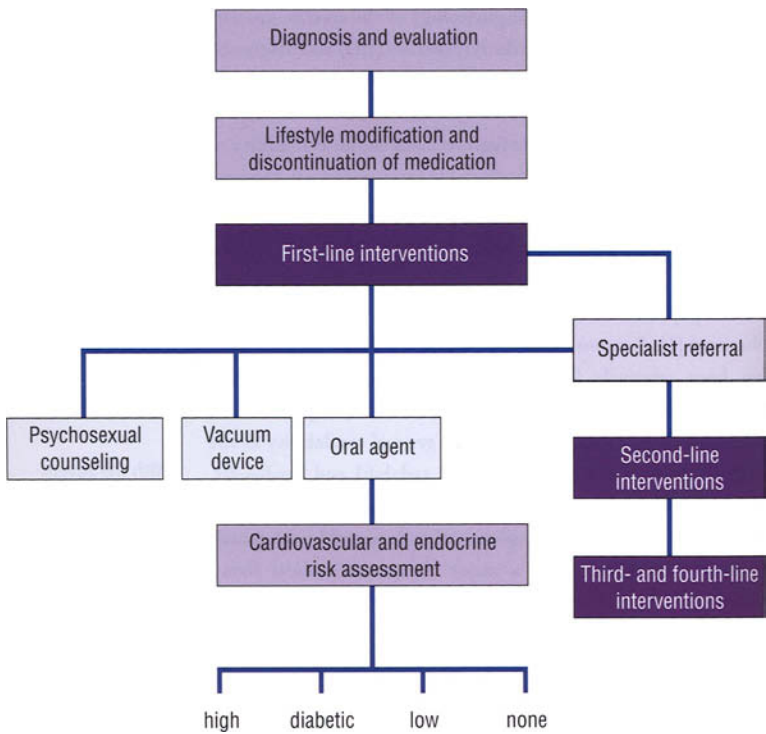 Diagnosis and evaluation
Lifestyle modification and
discontinuation of medication
First-line interventions
Specialist referral
Psychosexual
counseling
Vacuum
device
Oral agent
Second-line
interventions
Cardiovascular and endocrine
risk assessment
Third- and fourth-line
interventions
high
diabetic
low
none